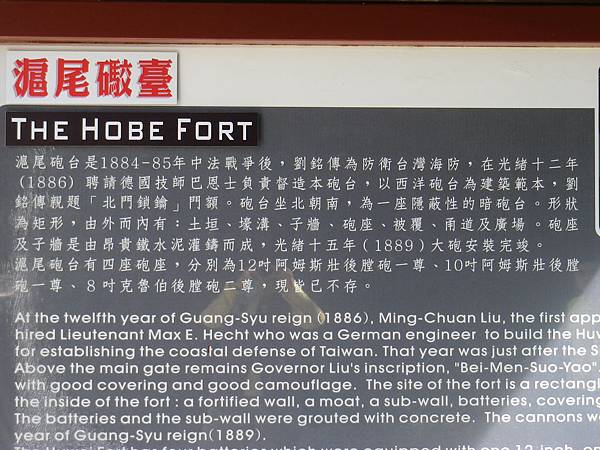 滬尾礮臺
THE HOBE FORT
滬尾砲台是1884-85年中法戰爭後，劉銘傳為防衛台灣海防，在光緒十二年
(1886) 聘請德國技師巴恩士負責督造本砲台，以西洋砲台為建築範本，劉
銘傳親題「北門鎖鑰」門額。砲台坐北朝南，為一座隱蔽性的暗砲台。形狀
為矩形，由外而內有：土垣、壕溝、子牆、砲座、被覆、甬道及廣場。砲座
及子牆是由昂貴鐵水泥灌鑄而成，光緒十五年 (1889) 大砲安裝完竣。
滬尾砲台有四座砲座，分別為12吋阿姆斯壯後膛砲一尊、10吋阿姆斯壯後膛
砲一尊、8吋克魯伯後膛砲二尊，現皆已不存。
At the twelfth year of Guang-Syu reign (1886), Ming-Chuan Liu, the first app
hired Lieutenant Max E. Hecht who was a German engineer to build the Huw
for establishing the coastal defense of Taiwan. That year was just after the S
Above the main gate remains Governor Liu's inscription, "Bei-Men-Suo-Yao".
with good covering and good camouflage. The site of the fort is a rectangl
the inside of the fort : a fortified wall, a moat, a sub-wall, batteries, covering
The batteries and the sub-wall were grouted with concrete. The cannons w
year of Guang-Syu reign(1889).